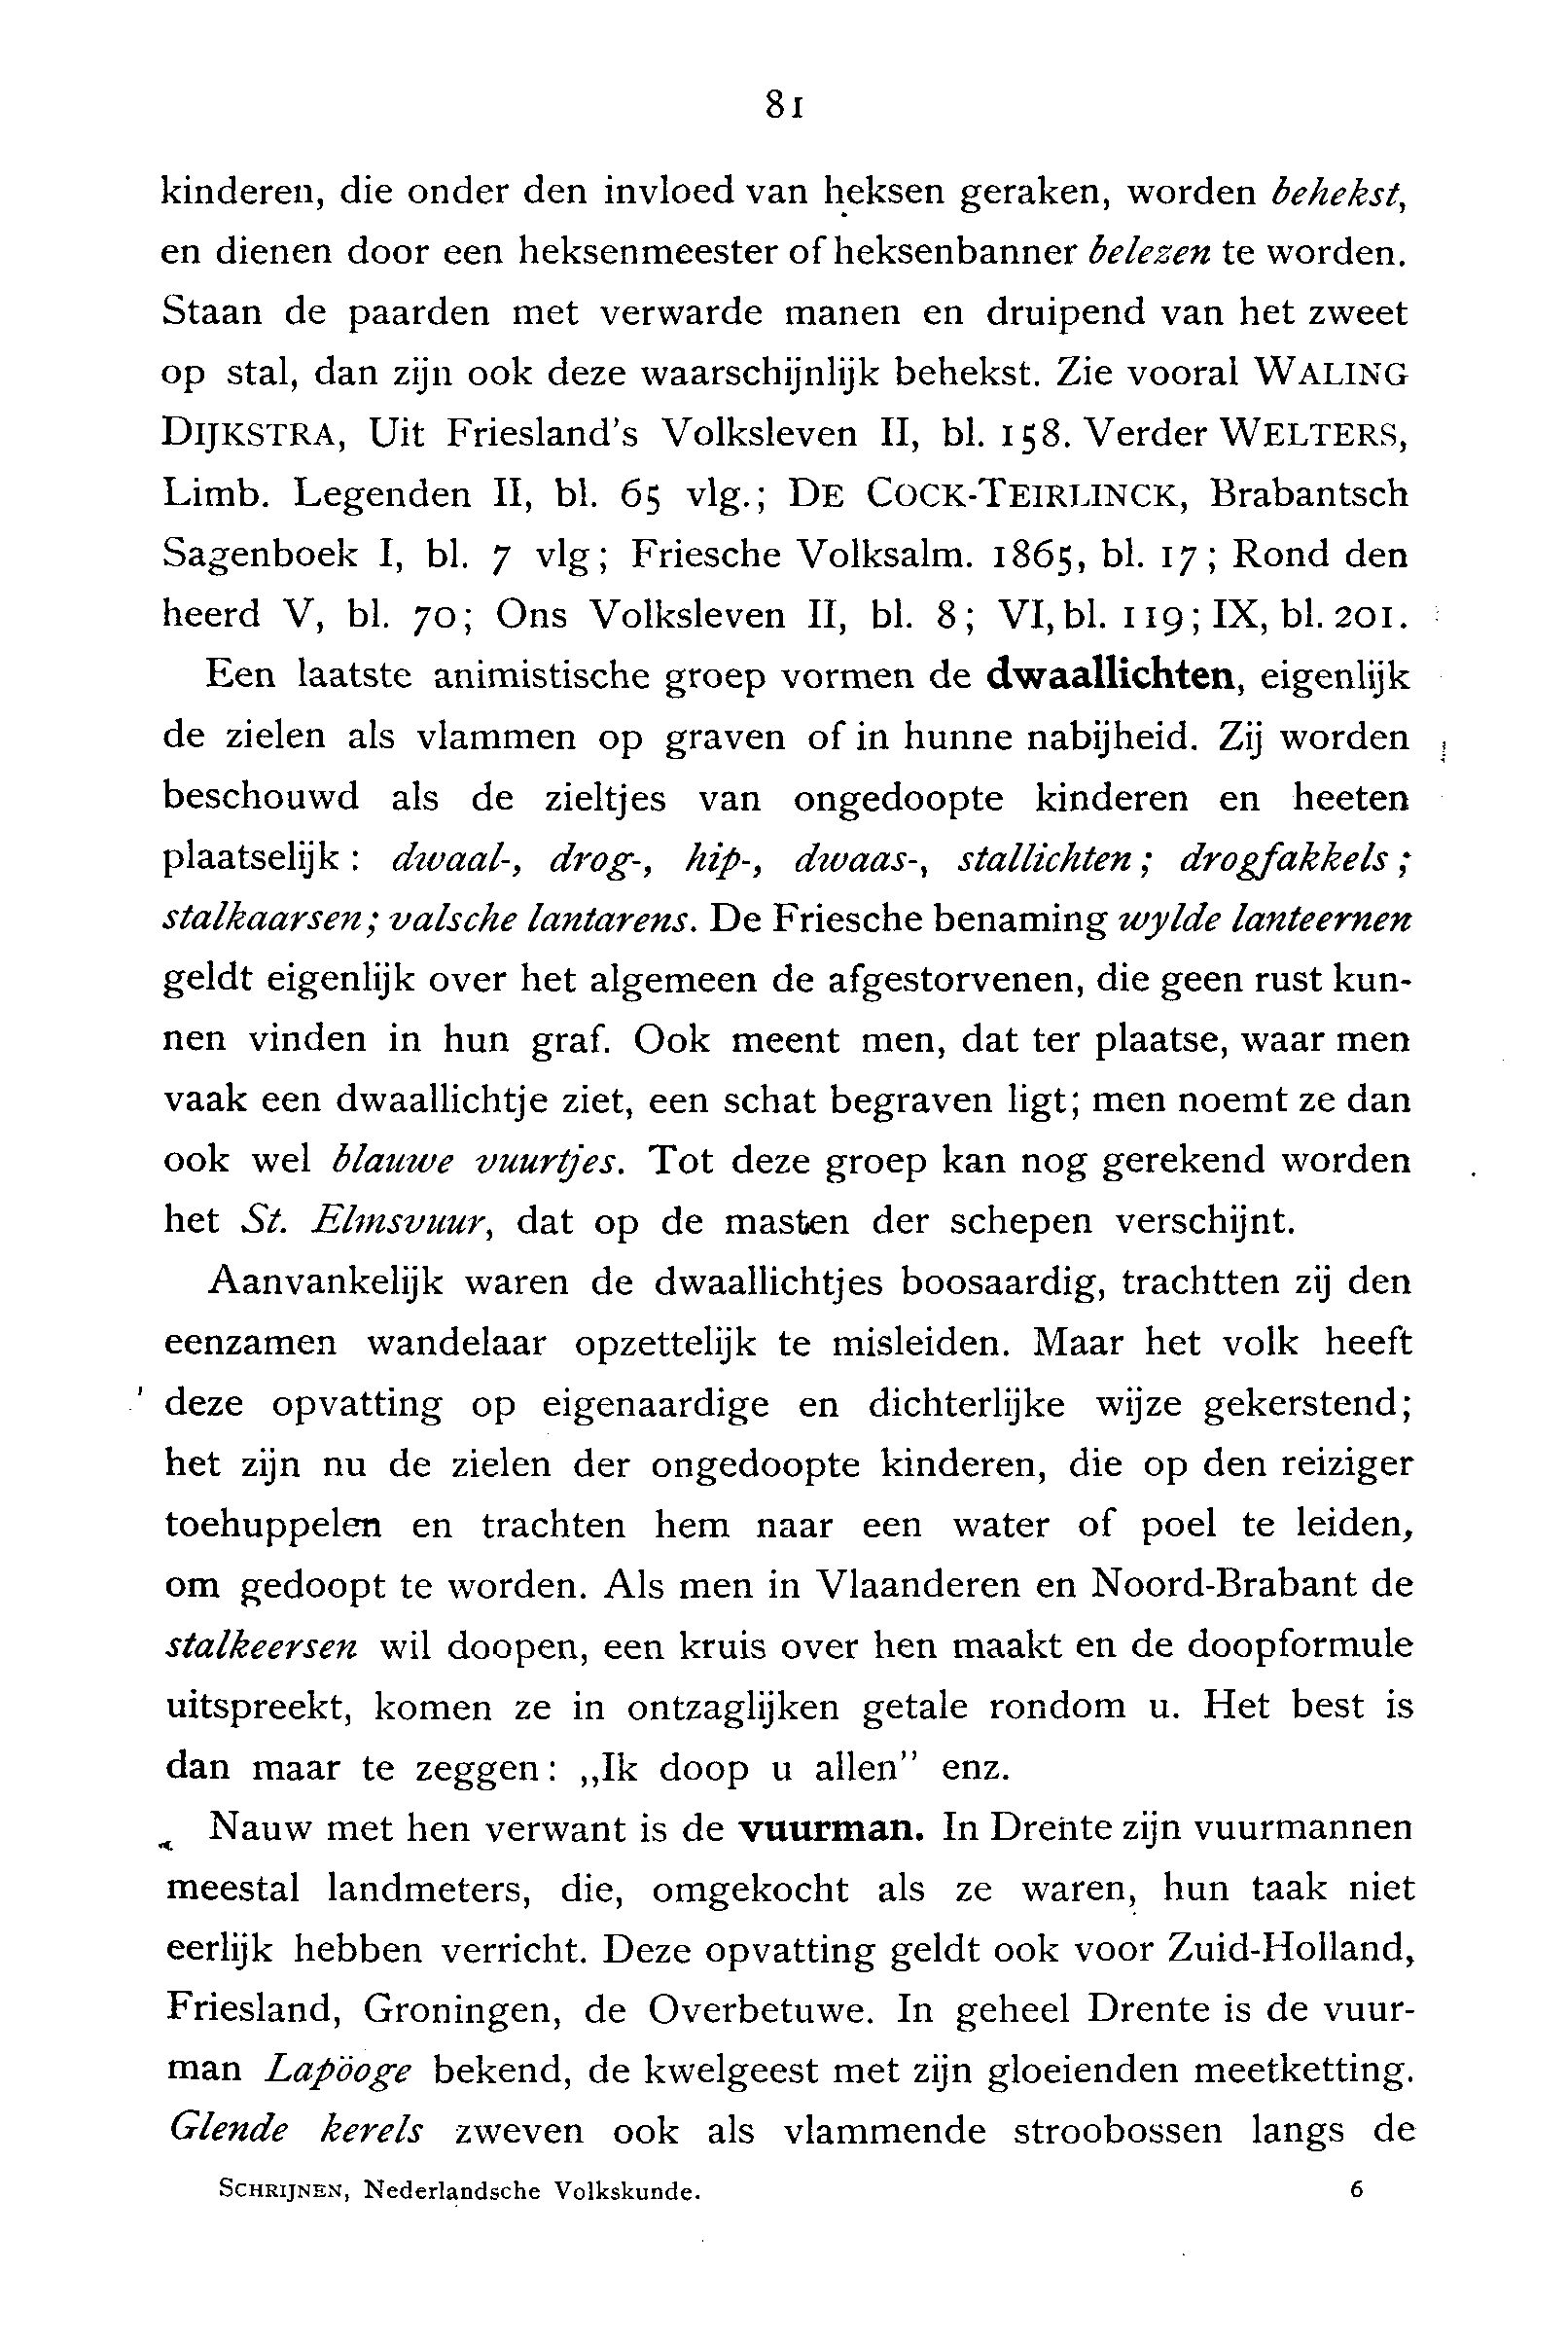 81
kinderen, die onder den invloed van heksen geraken, worden behekst,
en dienen door een heksenmeester of heksenbanner belezen te worden.
Staan de paarden met verwarde manen en druipend van het zweet
op stal, dan zijn ook deze waarschijnlijk behekst. Zie vooral WALING
DIJKSTRA, Uit Friesland's Volksleven II, bl. 158. Verder WELTERS,
Limb. Legenden II, bl. 65 vlg.; DE COCK-TEIRLINCK, Brabantsch
Sagenboek I, bl. 7 vlg; Friesche Volksalm. 1865, bl. 17; Rond den
heerd V, bl. 70; Ons Volksleven II, bl. 8; VI, bl. 119; IX, bl. 201.
Een laatste animistische groep vormen de dwaallichten, eigenlijk
de zielen als vlammen op graven of in hunne nabijheid. Zij worden
beschouwd als de zieltjes van ongedoopte kinderen en heeten
plaatselijk: dwaal-, drog-, hip-, dwaas-, stallichten; drogfakkels;
stalkaarsen; valsche lantarens. De Friesche benaming wylde lanteernen
geldt eigenlijk over het algemeen de afgestorvenen, die geen rust kun-
nen vinden in hun graf. Ook meent men, dat ter plaatse, waar men
vaak een dwaallichtje ziet, een schat begraven ligt; men noemt ze dan
ook wel blauwe vuurtjes. Tot deze groep kan nog gerekend worden
het St. Elmsvuur, dat op de masten der schepen verschijnt.
Aanvankelijk waren de dwaallichtjes boosaardig, trachtten zij den
eenzamen wandelaar opzettelijk te misleiden. Maar het volk heeft
deze opvatting op eigenaardige en dichterlijke wijze gekerstend;
het zijn nu de zielen der ongedoopte kinderen, die op den reiziger
toehuppelen en trachten hem naar een water of poel te leiden,
om gedoopt te worden. Als men in Vlaanderen en Noord-Brabant de
stalkeersen wil doopen, een kruis over hen maakt en de doopformule
uitspreekt, komen ze in ontzaglijken getale rondom u. Het best is
dan maar te zeggen: „Ik doop u allen" enz.
Nauw met hen verwant is de vuurman. In Drente zijn vuurmannen
meestal landmeters, die, omgekocht als ze waren, hun taak niet
eerlijk hebben verricht. Deze opvatting geldt ook voor Zuid-Holland,
Friesland, Groningen, de Overbetuwe. In geheel Drente is de vuur-
man Lapöoge bekend, de kwelgeest met zijn gloeienden meetketting.
Glende kerels zweven ook als vlammende stroobossen langs de
SCHRIJNEN, Nederlandsche Volkskunde. 6